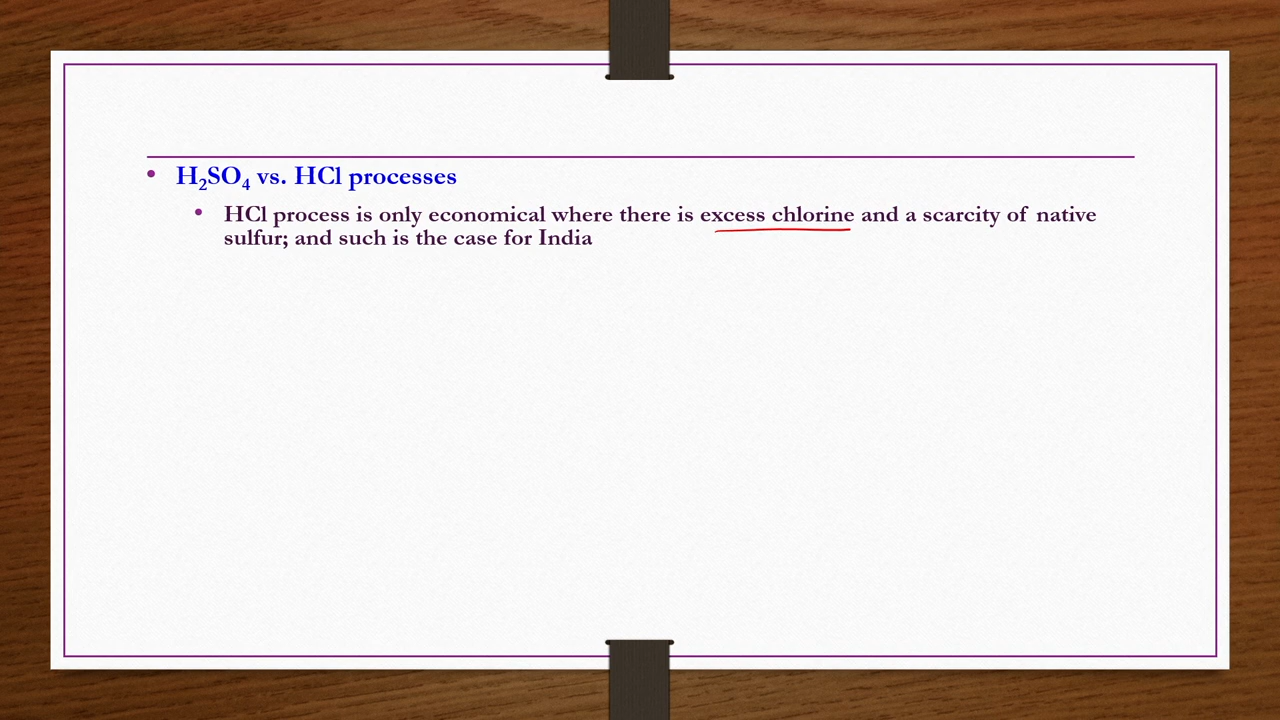 • H₂SO₄ vs. HCl processes
• HCl process is only economical where there is excess chlorine and a scarcity of native
sulfur; and such is the case for India